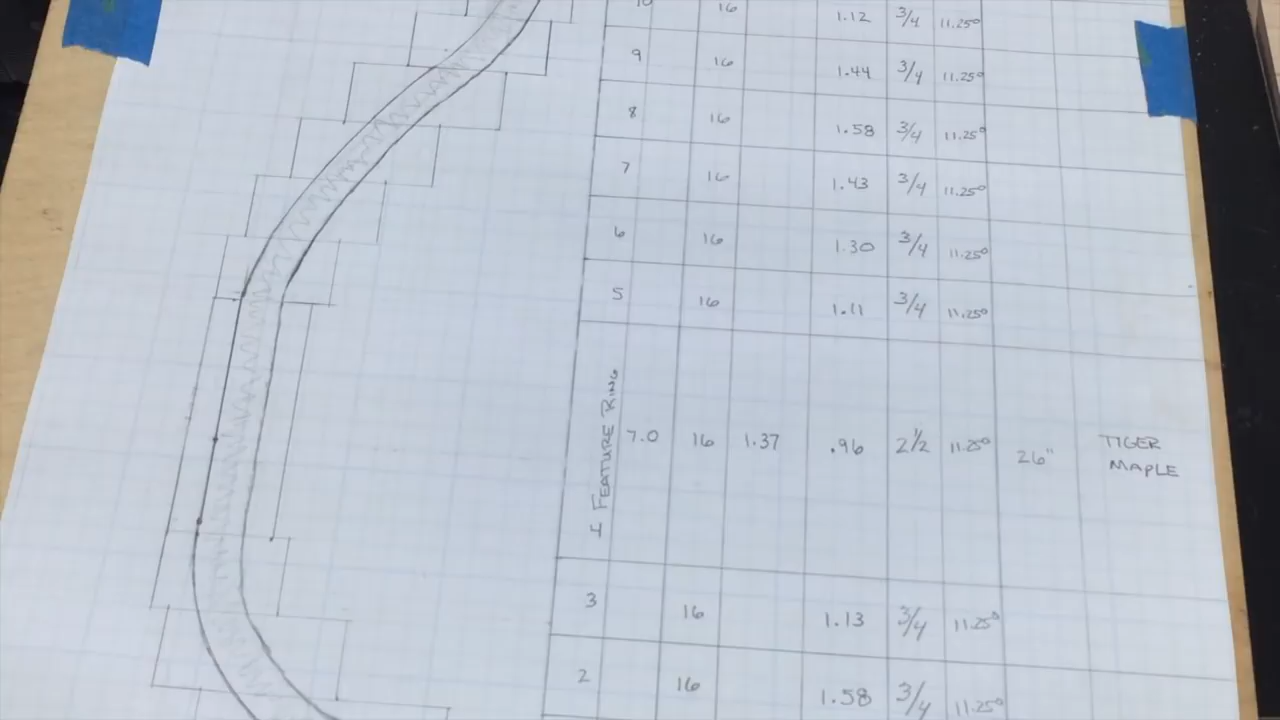 10 16 1.12 3/4 11.25°
9 16 1.44 3/4 11.25°
8 16 1.58 3/4 11.25°
7 16 1.43 3/4 11.25°
6 16 1.30 3/4 11.25°
5 16 1.11 3/4 11.25°
FEATURE RING 7.0 16 1.37 .96 2 1/2 11.25° 26" TIGER
MAPLE
3 16 1.13 3/4 11.25°
2 16 1.58 3/4 11.25°